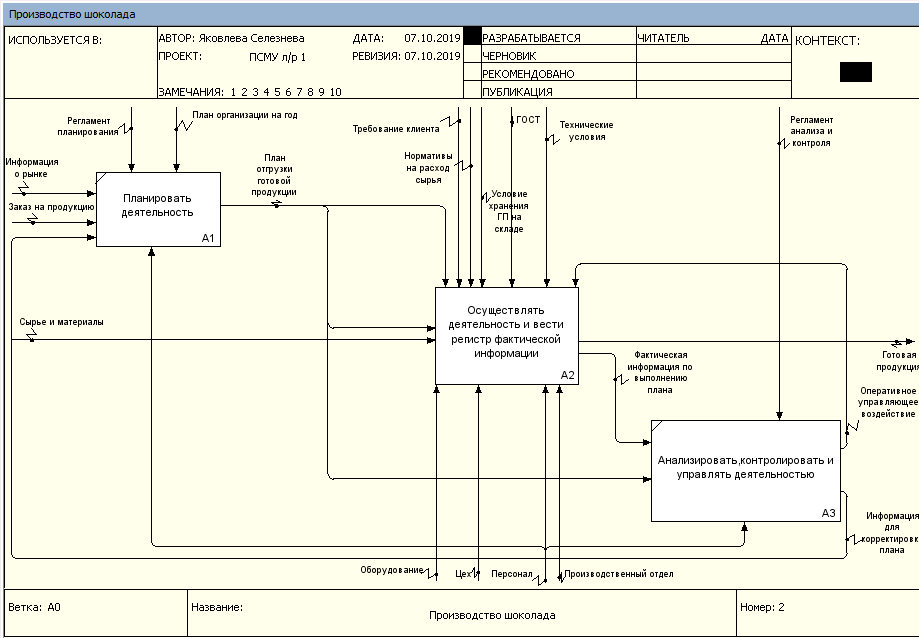 Производство шоколада
ИСПОЛЬЗУЕТСЯ В:
АВТОР: Яковлева Селезнева
ДАТА: 07.10.2019
РАЗРАБАТЫВАЕТСЯ
ЧИТАТЕЛЬ
ДАТА
КОНТЕКСТ:
ПРОЕКТ: ПСМУ л/р 1
РЕВИЗИЯ: 07.10.2019
ЧЕРНОВИК
РЕКОМЕНДОВАНО
ЗАМЕЧАНИЯ: 1 2 3 4 5 6 7 8 9 10
ПУБЛИКАЦИЯ
Регламент
планирования
План организации на год
Требование клиента
ГОСТ
Технические
условия
Регламент
анализа и
контроля
Информация
о рынке
План
отгрузки
готовой
продукции
Нормативы
на расход
сырья
Условие
хранения
ГП на
складе
Заказ на продукцию
Планировать
деятельность
A1
Сырье и материалы
Осуществлять
деятельность и вести
регистр фактической
информации
A2
Фактическая
информация по
выполнению
плана
Готовая
продукция
Оперативное
управляющее
воздействие
Анализировать,контролировать и
управлять деятельностью
A3
Информация
для
корректировк
плана
Оборудование
Цех
Персонал
Производственный отдел
Ветка: A0
Название:
Производство шоколада
Номер: 2